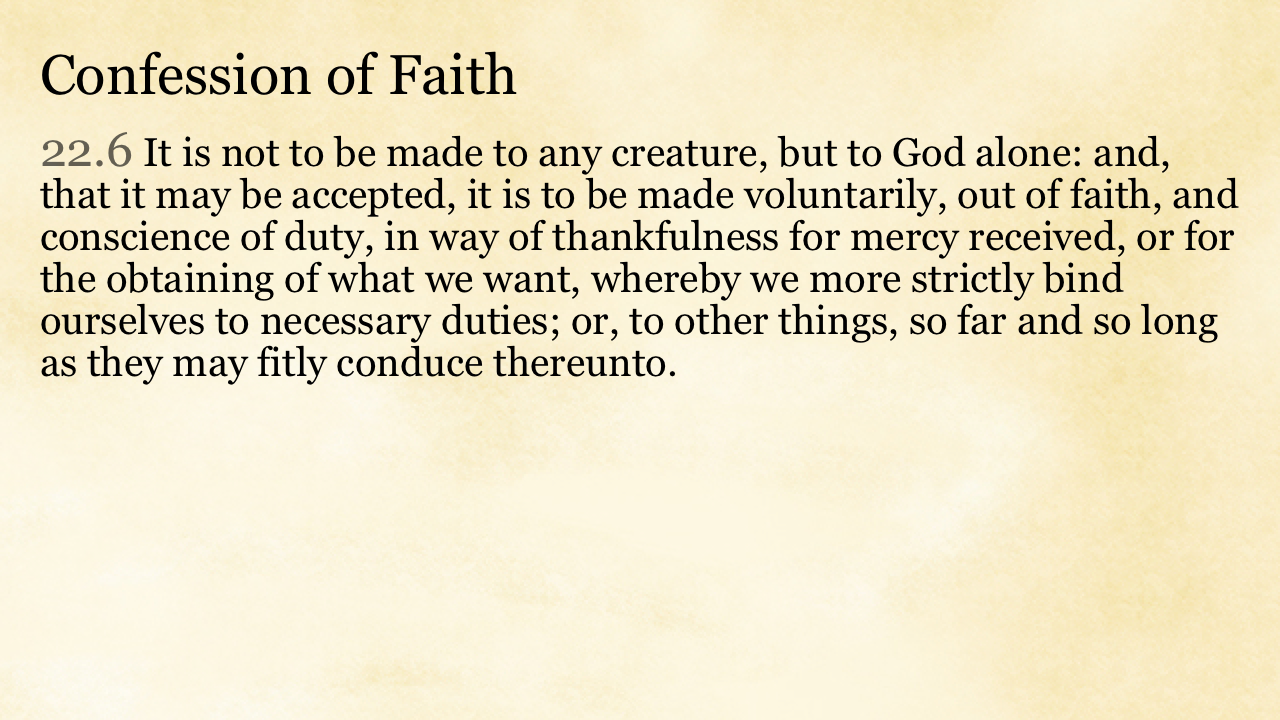 Confession of Faith
22.6 It is not to be made to any creature, but to God alone: and,
that it may be accepted, it is to be made voluntarily, out of faith, and
conscience of duty, in way of thankfulness for mercy received, or for
the obtaining of what we want, whereby we more strictly bind
ourselves to necessary duties; or, to other things, so far and so long
as they may fitly conduce thereunto.